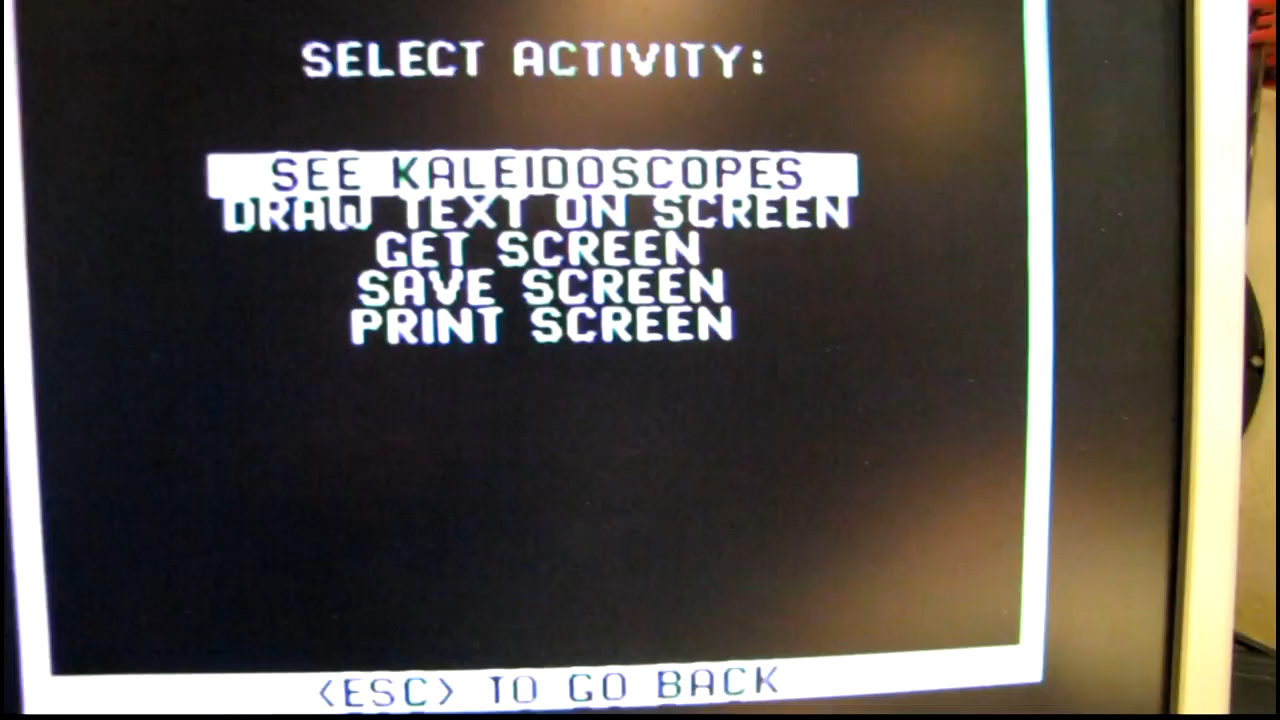 SELECT ACTIVITY:
SEE KALEIDOSCOPES
DRAW TEXT ON SCREEN
GET SCREEN
SAVE SCREEN
PRINT SCREEN
<ESC> TO GO BACK